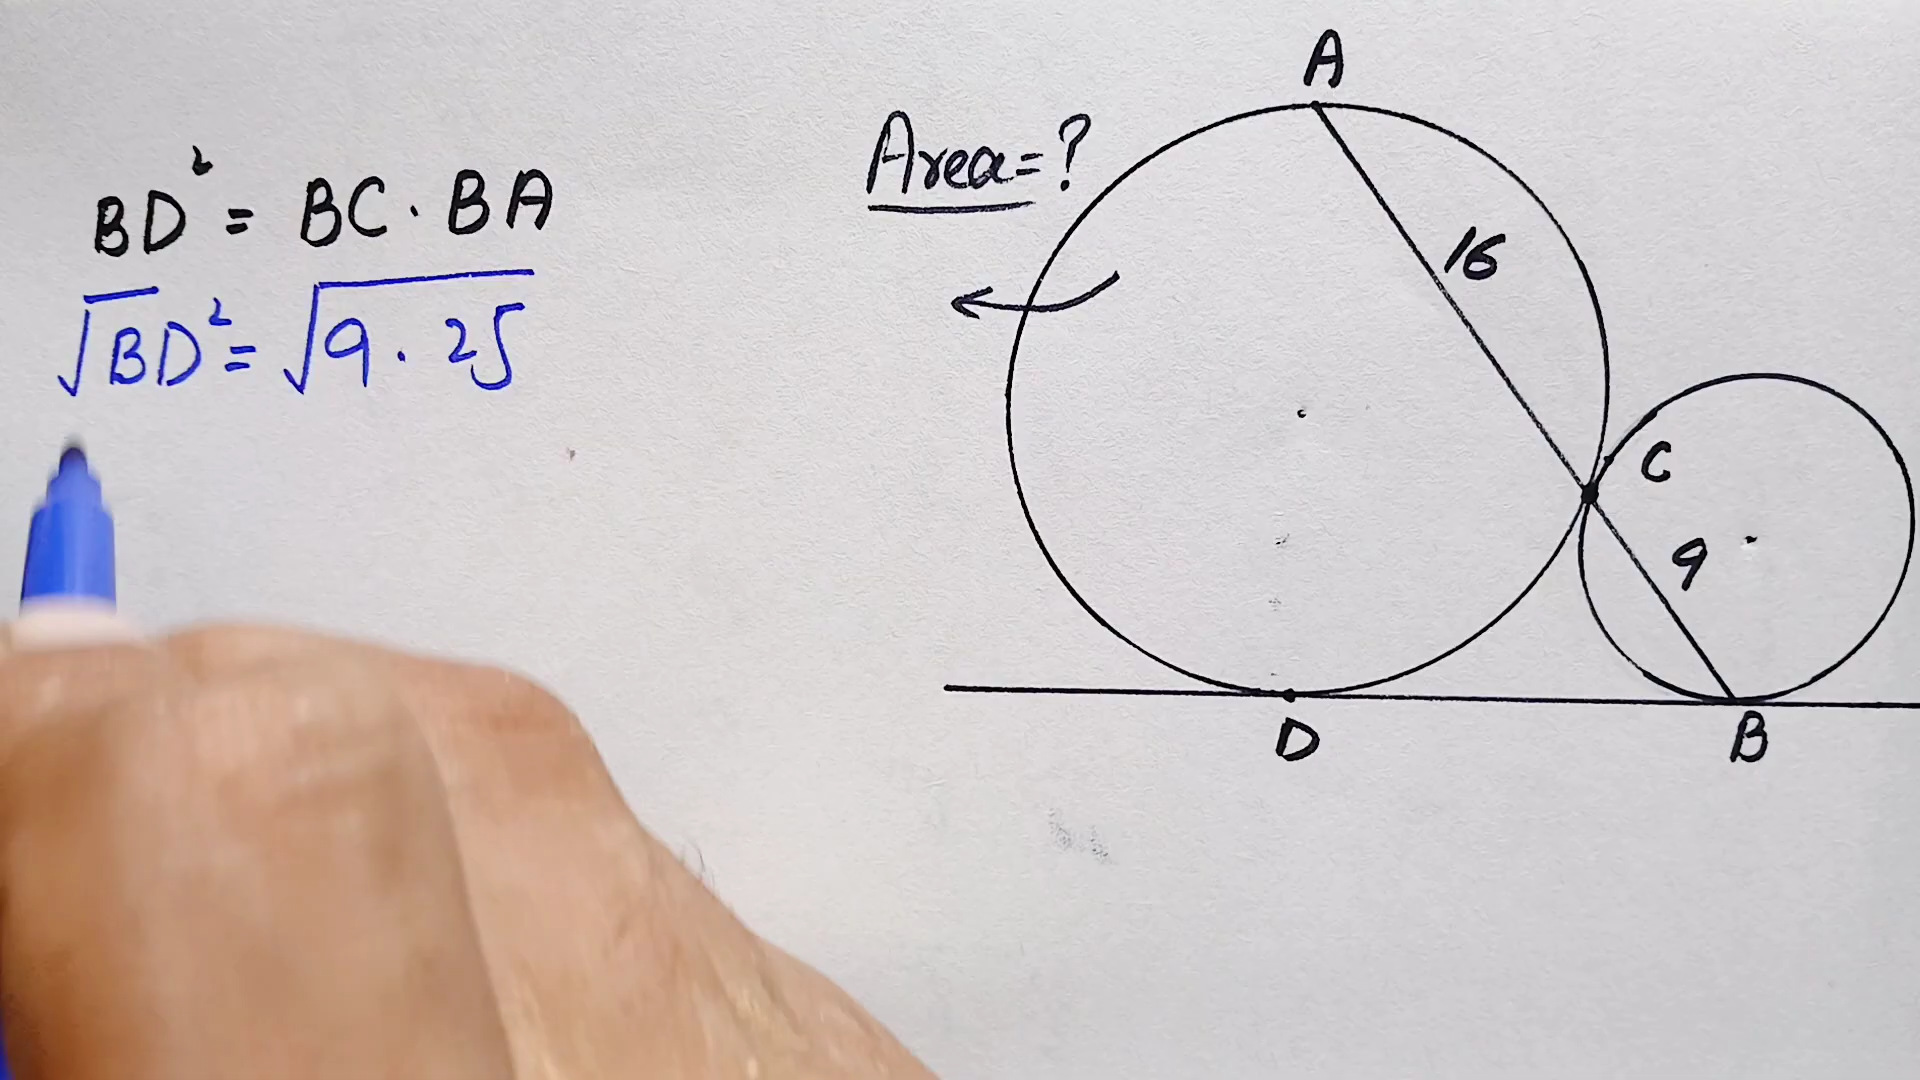 BD² = BC · BA
√BD² = √9 · 25
Area = ?
A
16
C
9
D
B